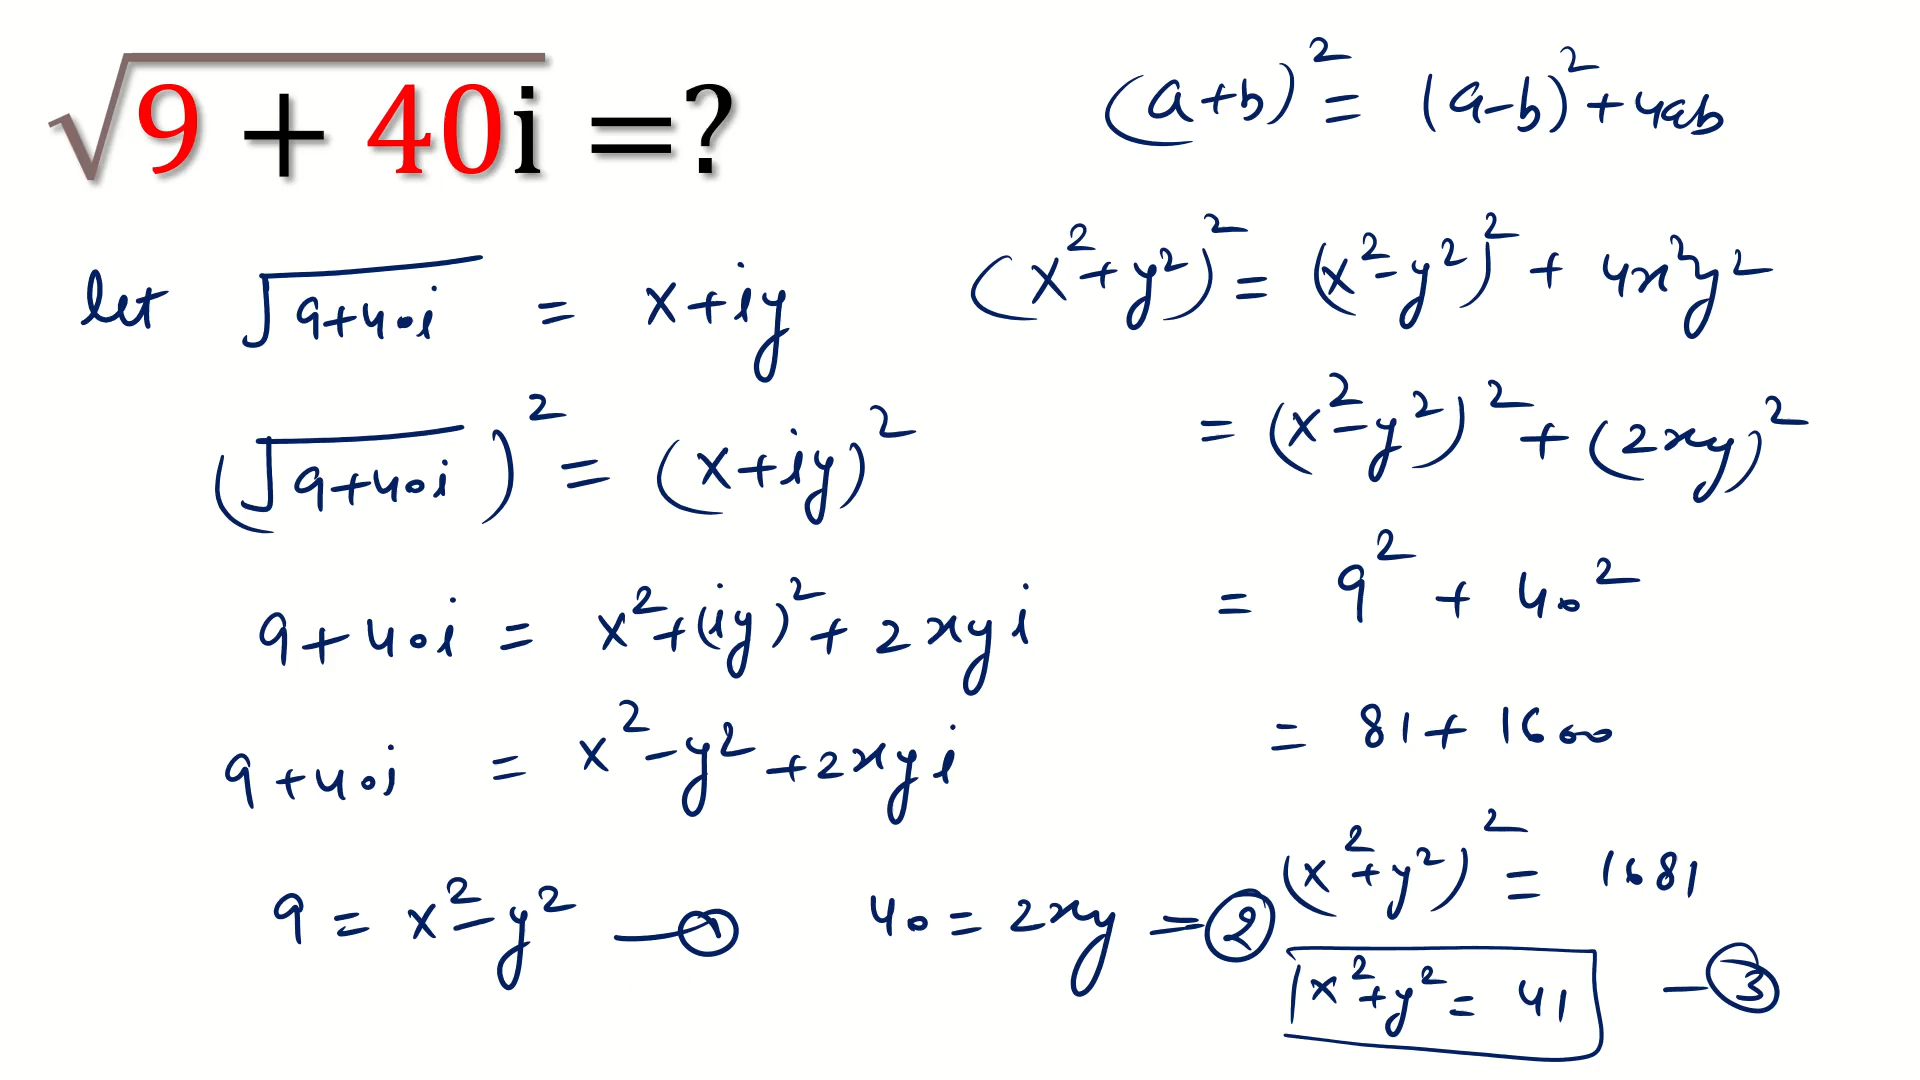 √9 + 40i =?
let √9+40i = x+iy
(√9+40i)² = (x+iy)²
9+40i = x²+(iy)²+2xyi
9+40i = x²-y²+2xyi
9 = x²-y² —①
40 = 2xy =②
(a+b)² = (a-b)²+4ab
(x²+y²)² = (x²-y²)²+4x²y²
= (x²-y²)²+(2xy)²
= 9²+40²
= 81+1600
(x²+y²)² = 1681
x²+y² = 41 —③